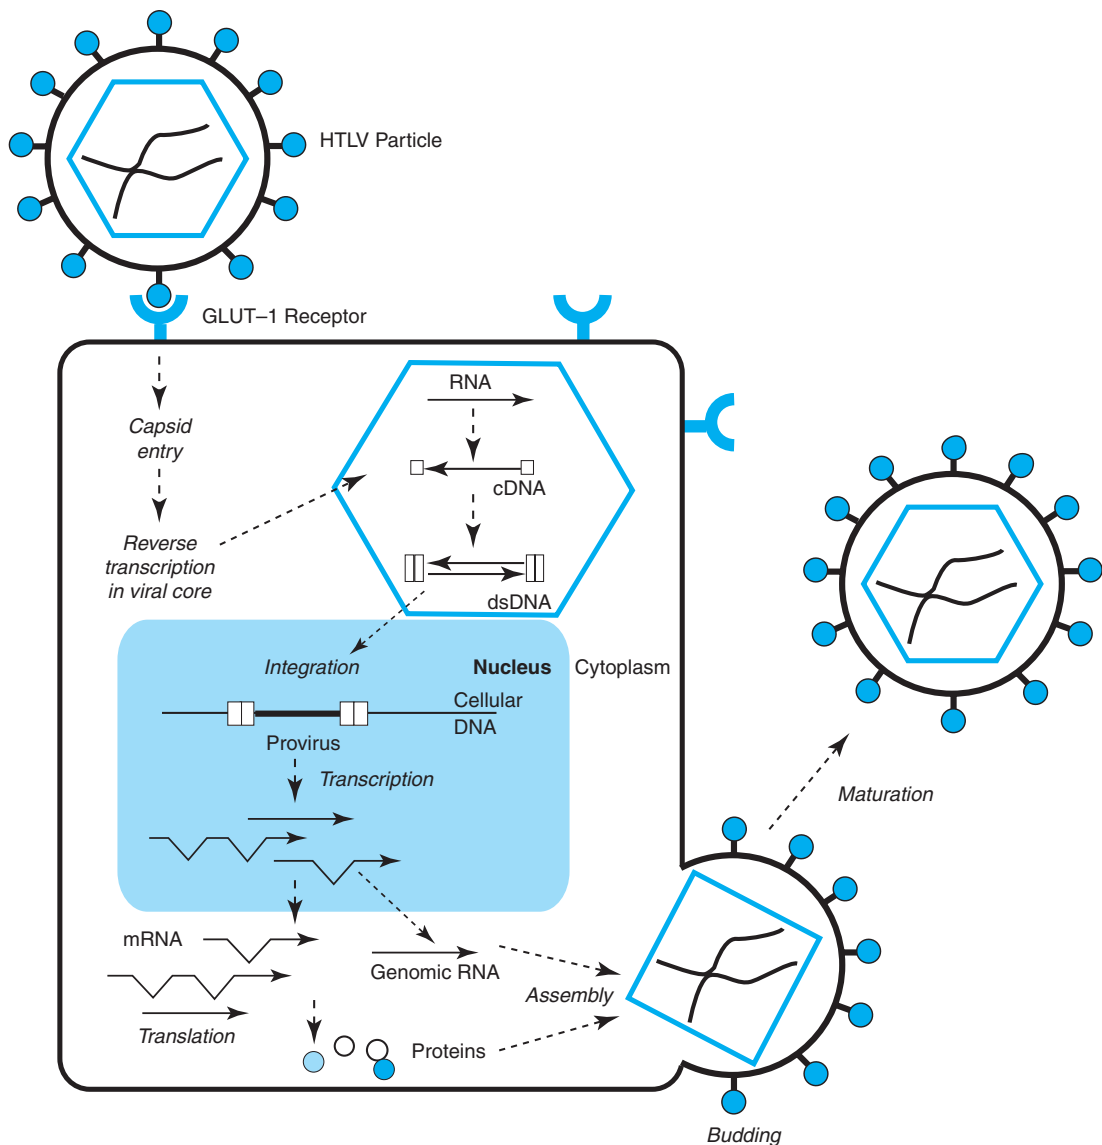 HTLV Particle
GLUT–1 Receptor
RNA
Capsid
entry
cDNA
Reverse
transcription
in viral core
dsDNA
Integration
Nucleus
Cytoplasm
Cellular
DNA
Provirus
Transcription
Maturation
mRNA
Genomic RNA
Assembly
Translation
Proteins
Budding